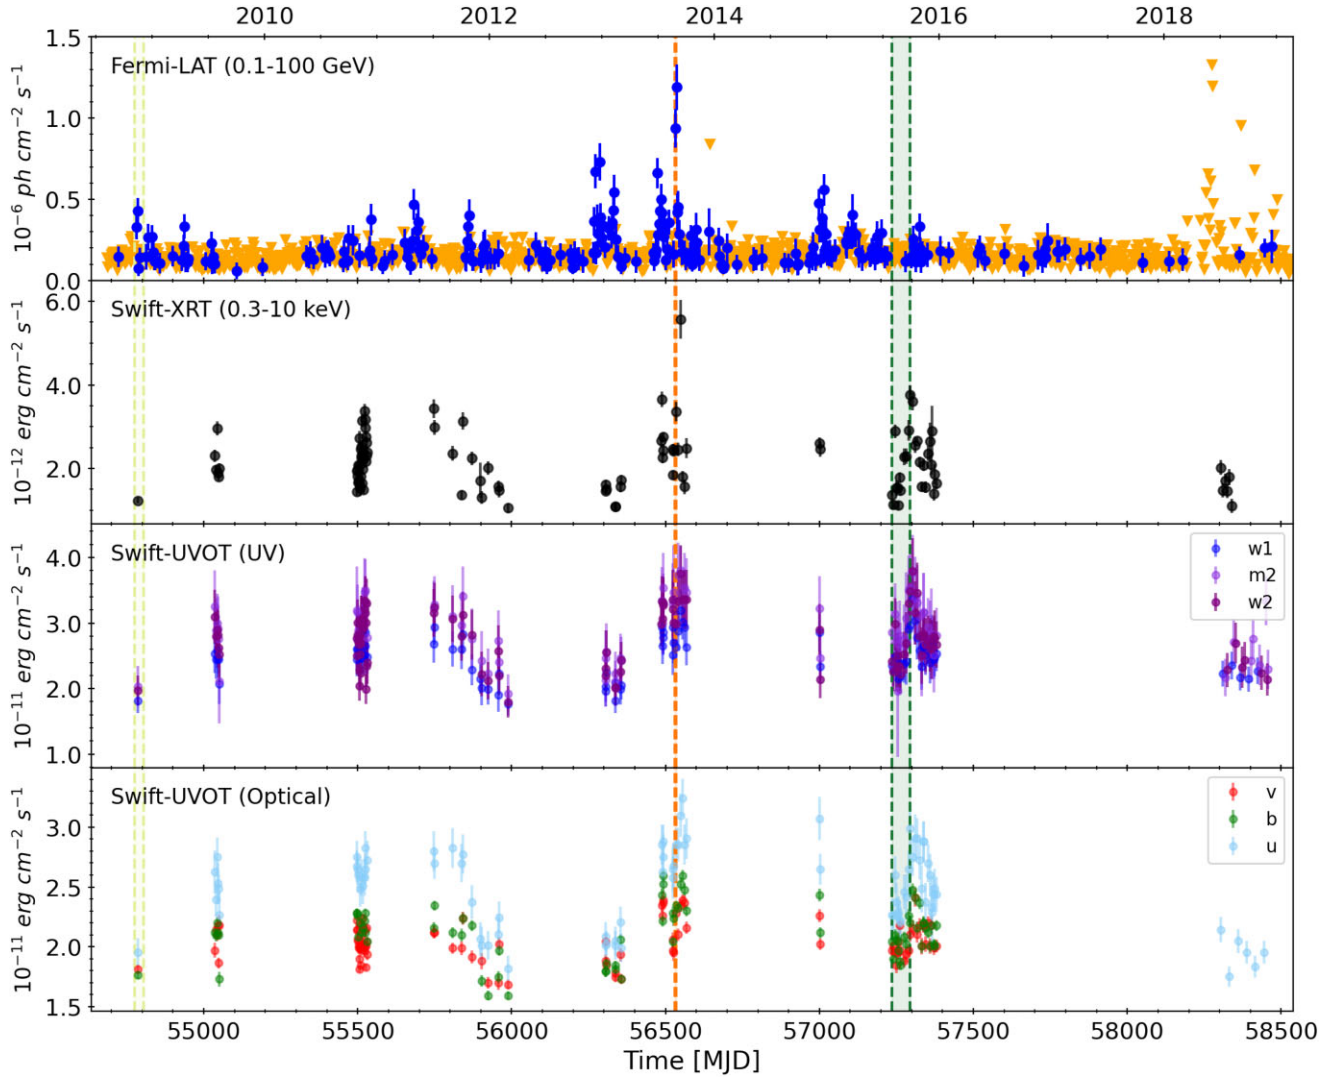 2010 2012 2014 2016 2018
Fermi-LAT (0.1-100 GeV)
10⁻⁶ ph cm⁻² s⁻¹
1.5
1.0
0.5
0.0
Swift-XRT (0.3-10 keV)
10⁻¹² erg cm⁻² s⁻¹
6.0
4.0
2.0
Swift-UVOT (UV)
10⁻¹¹ erg cm⁻² s⁻¹
4.0
3.0
2.0
1.0
w1
m2
w2
Swift-UVOT (Optical)
10⁻¹¹ erg cm⁻² s⁻¹
3.0
2.5
2.0
1.5
v
b
u
55000 55500 56000 56500 57000 57500 58000 58500
Time [MJD]